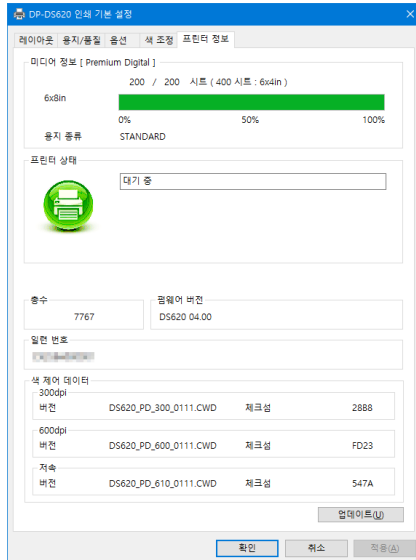 DP-DS620 인쇄 기본 설정
레이아웃 용지/품질 옵션 색 조정 프린터 정보
미디어 정보 [ Premium Digital ]
200 / 200 시트 ( 400 시트 : 6x4in )
6x8in
0% 50% 100%
용지 종류 STANDARD
프린터 상태
대기 중
총수
7767
펌웨어 버전
DS620 04.00
일련 번호
색 제어 데이터
300dpi
버전 DS620_PD_300_0111.CWD 체크섬 28B8
600dpi
버전 DS620_PD_600_0111.CWD 체크섬 FD23
저속
버전 DS620_PD_610_0111.CWD 체크섬 547A
업데이트(U)
확인 취소 적용(A)